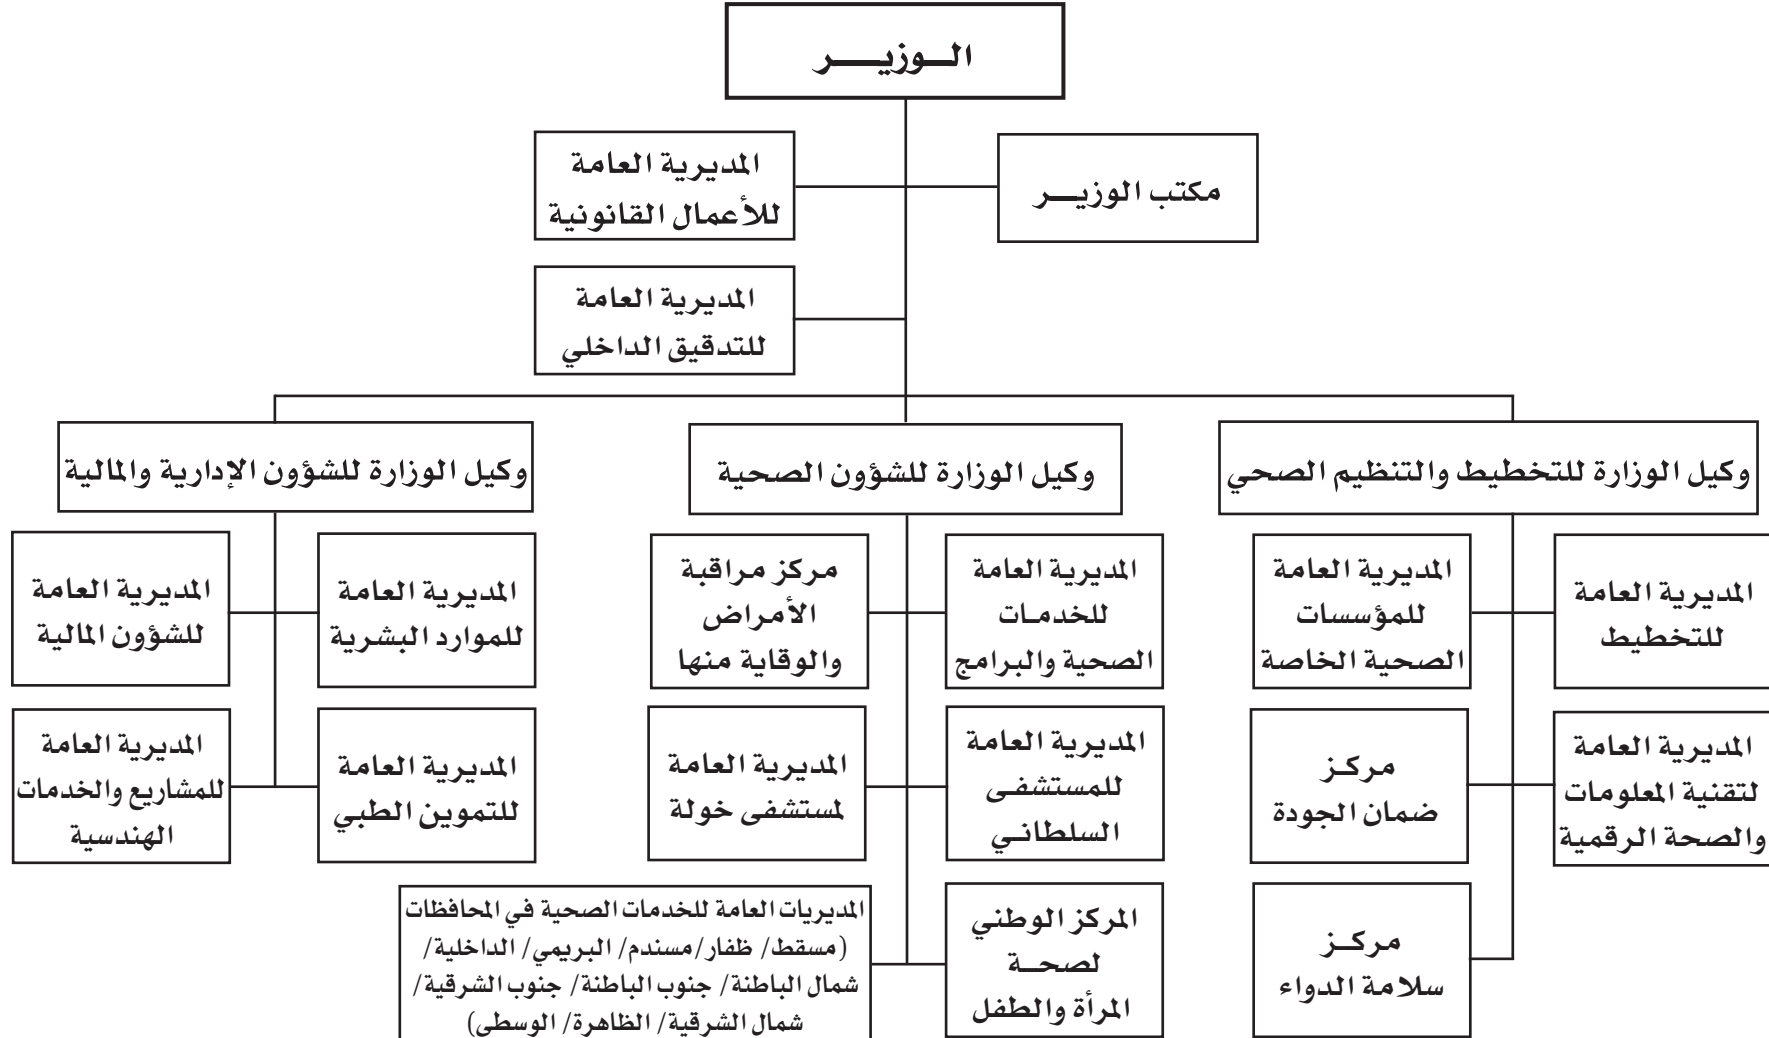 الــوزيــــر
مكتب الوزيــر
المديرية العامة
للأعمال القانونية
المديرية العامة
للتدقيق الداخلي
وكيل الوزارة للتخطيط والتنظيم الصحي
المديرية العامة
للتخطيط
المديرية العامة
للمؤسسات
الصحية الخاصة
المديرية العامة
لتقنية المعلومات
والصحة الرقمية
مركـز
ضمان الجودة
مركـز
سلامة الدواء
وكيل الوزارة للشؤون الصحية
المديرية العامة
للخدمـات
الصحية والبرامج
مركز مراقبة
الأمراض
والوقاية منها
المديرية العامة
للمستشفى
السلطانـي
المديرية العامة
لمستشفى خولة
المركز الوطني
لصحــة
المرأة والطفل
المديريات العامة للخدمات الصحية في المحافظات
(مسقط/ ظفار/مسندم/ البريمي/ الداخلية/
شمال الباطنة/ جنوب الباطنة/ جنوب الشرقية/
شمال الشرقية/ الظاهرة/ الوسطى)
وكيل الوزارة للشؤون الإدارية والمالية
المديرية العامة
للموارد البشرية
المديرية العامة
للشؤون المالية
المديرية العامة
للتموين الطبي
المديرية العامة
للمشاريع والخدمات
الهندسية